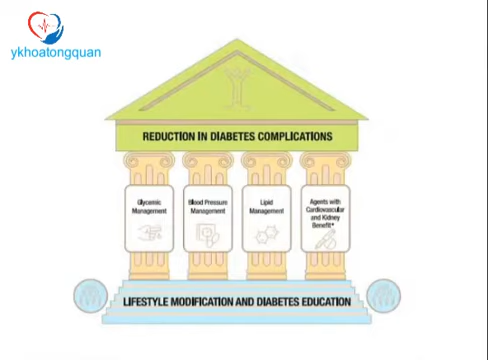 ykhoatongquan
REDUCTION IN DIABETES COMPLICATIONS
Glycemic
Management
Blood Pressure
Management
Lipid
Management
Agents with
Cardiovascular
and Kidney
Benefit*
LIFESTYLE MODIFICATION AND DIABETES EDUCATION